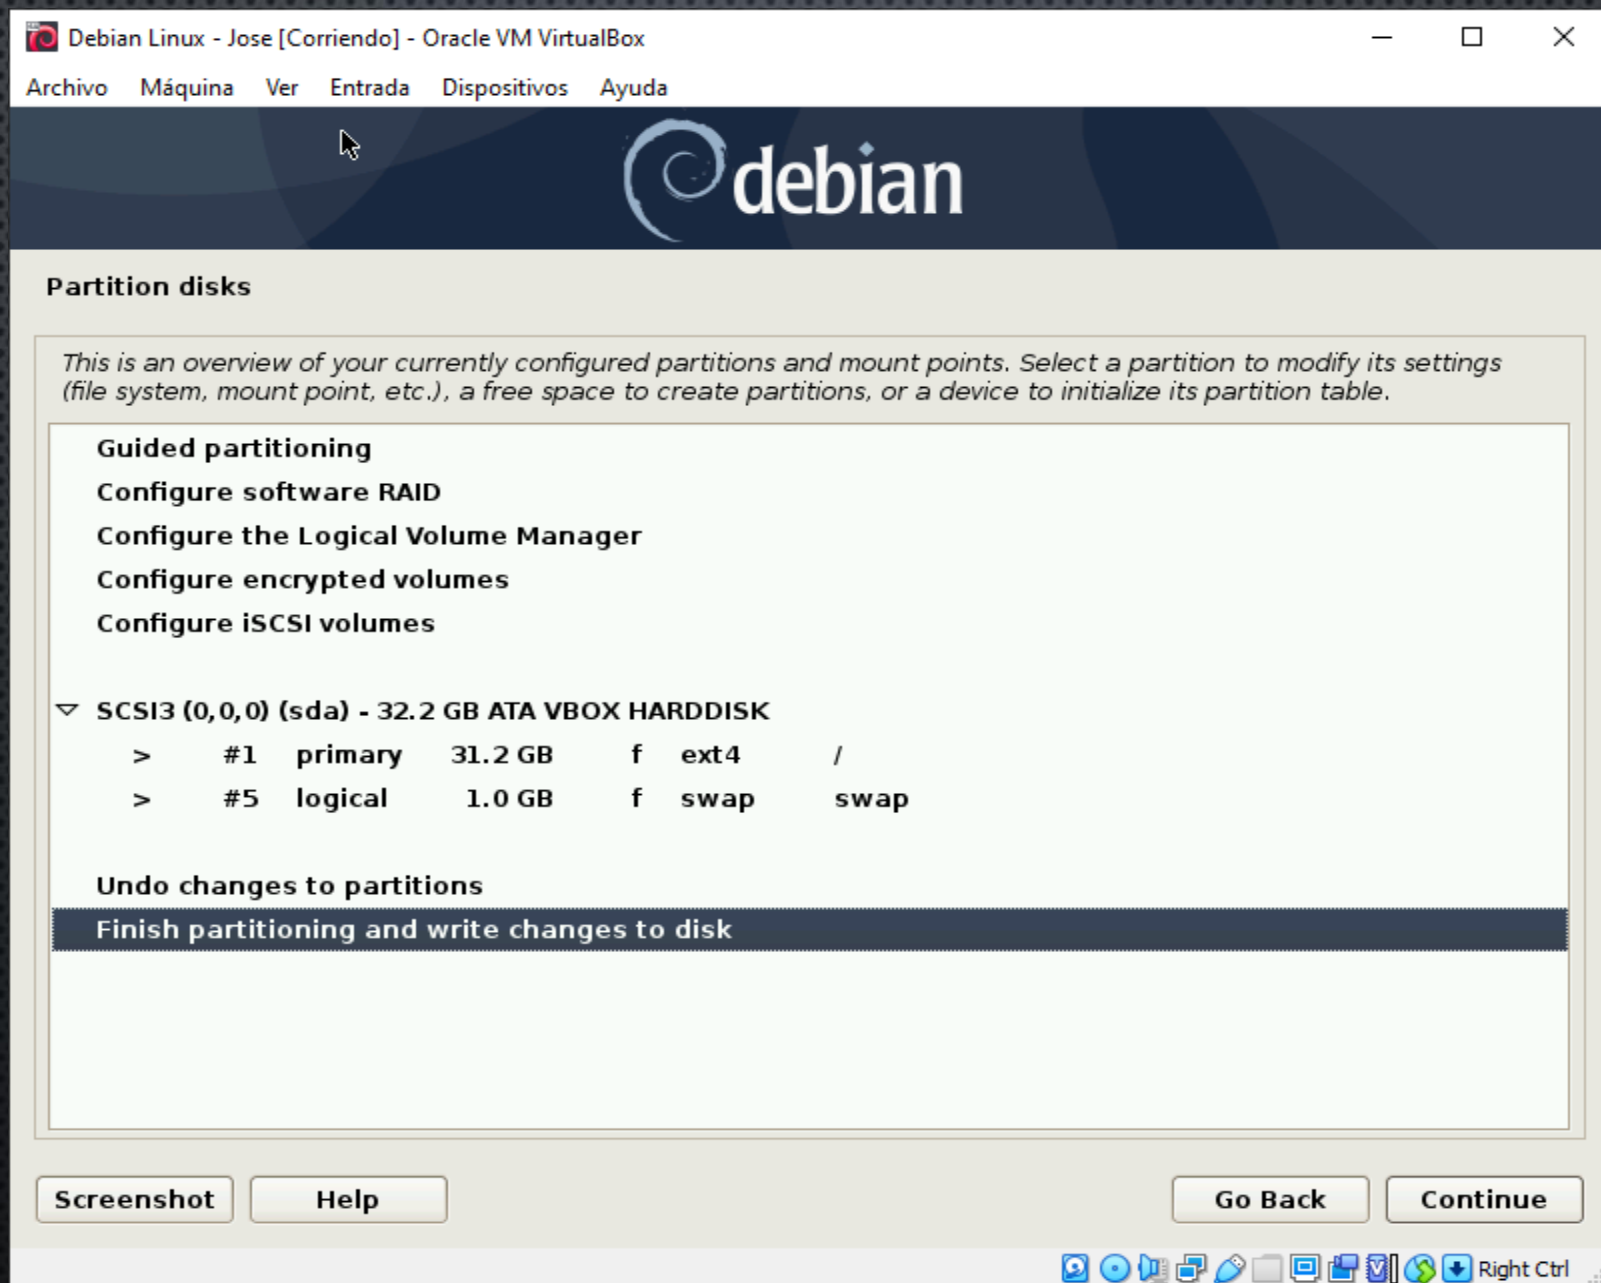 Debian Linux - Jose [Corriendo] - Oracle VM VirtualBox
Archivo Máquina Ver Entrada Dispositivos Ayuda
debian
Partition disks
This is an overview of your currently configured partitions and mount points. Select a partition to modify its settings
(file system, mount point, etc.), a free space to create partitions, or a device to initialize its partition table.
Guided partitioning
Configure software RAID
Configure the Logical Volume Manager
Configure encrypted volumes
Configure iSCSI volumes
SCSI3 (0,0,0) (sda) - 32.2 GB ATA VBOX HARDDISK
> #1 primary 31.2 GB f ext4 /
> #5 logical 1.0 GB f swap swap
Undo changes to partitions
Finish partitioning and write changes to disk
Screenshot Help Go Back Continue
Right Ctrl